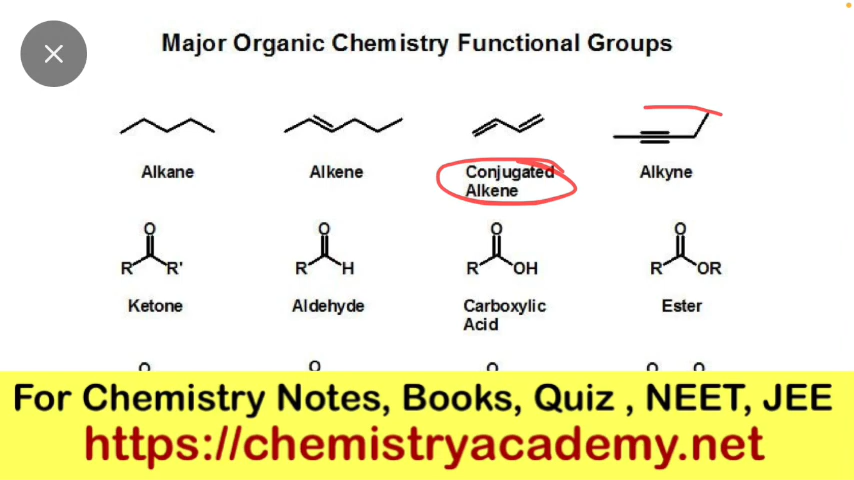 Major Organic Chemistry Functional Groups
Alkane
Alkene
Conjugated
Alkene
Alkyne
O
R R'
Ketone
O
R H
Aldehyde
O
R OH
Carboxylic
Acid
O
R OR
Ester
For Chemistry Notes, Books, Quiz , NEET, JEE
https://chemistryacademy.net